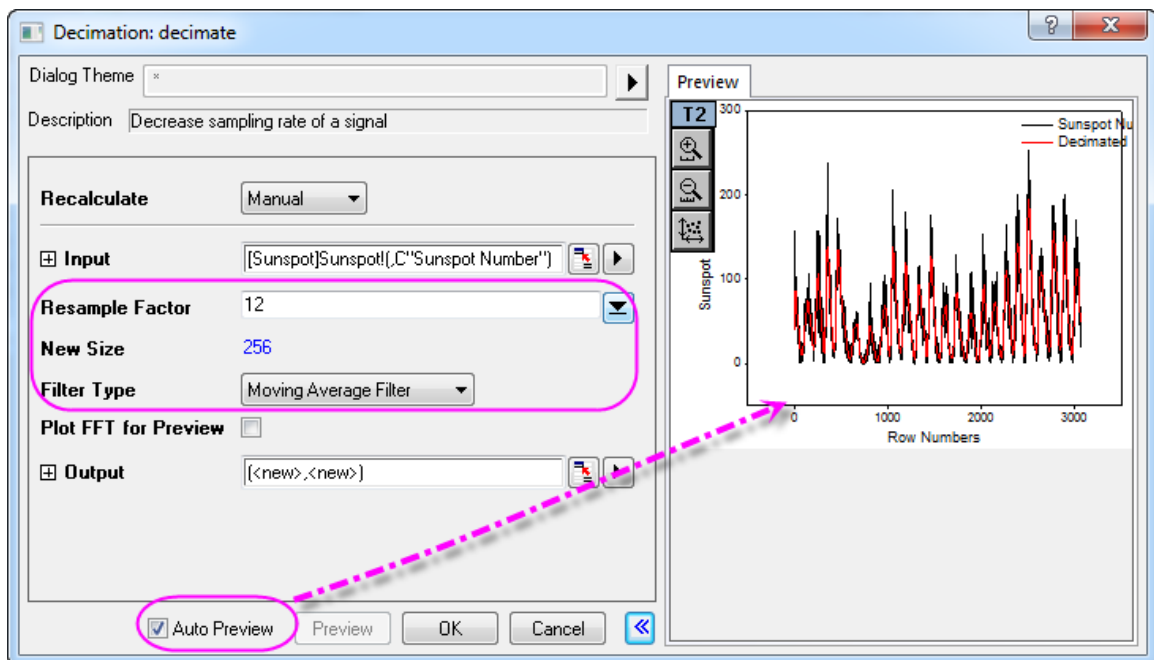 Decimation: decimate
Dialog Theme *
Description Decrease sampling rate of a signal
Recalculate Manual
Input [Sunspot]Sunspot!(,C"Sunspot Number")
Resample Factor 12
New Size 256
Filter Type Moving Average Filter
Plot FFT for Preview
Output (<new>,<new>)
Auto Preview Preview OK Cancel
Preview
T2
300
200
100
0
Sunspot
Sunspot Nu
Decimated
0 1000 2000 3000
Row Numbers